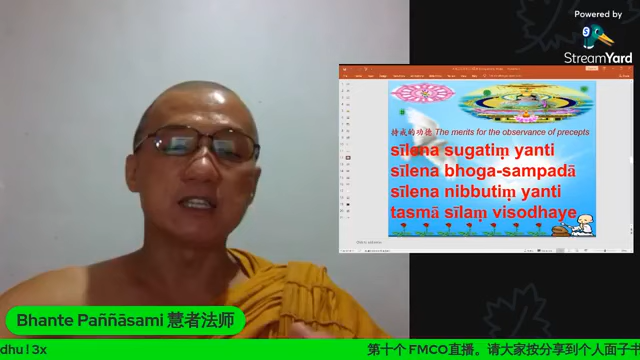 Powered by
StreamYard
持戒的功德 The merits for the observance of precepts
sīlena sugatiṃ yanti
sīlena bhoga-sampadā
sīlena nibbutiṃ yanti
tasmā sīlaṃ visodhaye
Bhante Paññāsami 慧者法师
dhu ! 3x
第十个 FMCO直播。请大家按分享到个人面子书